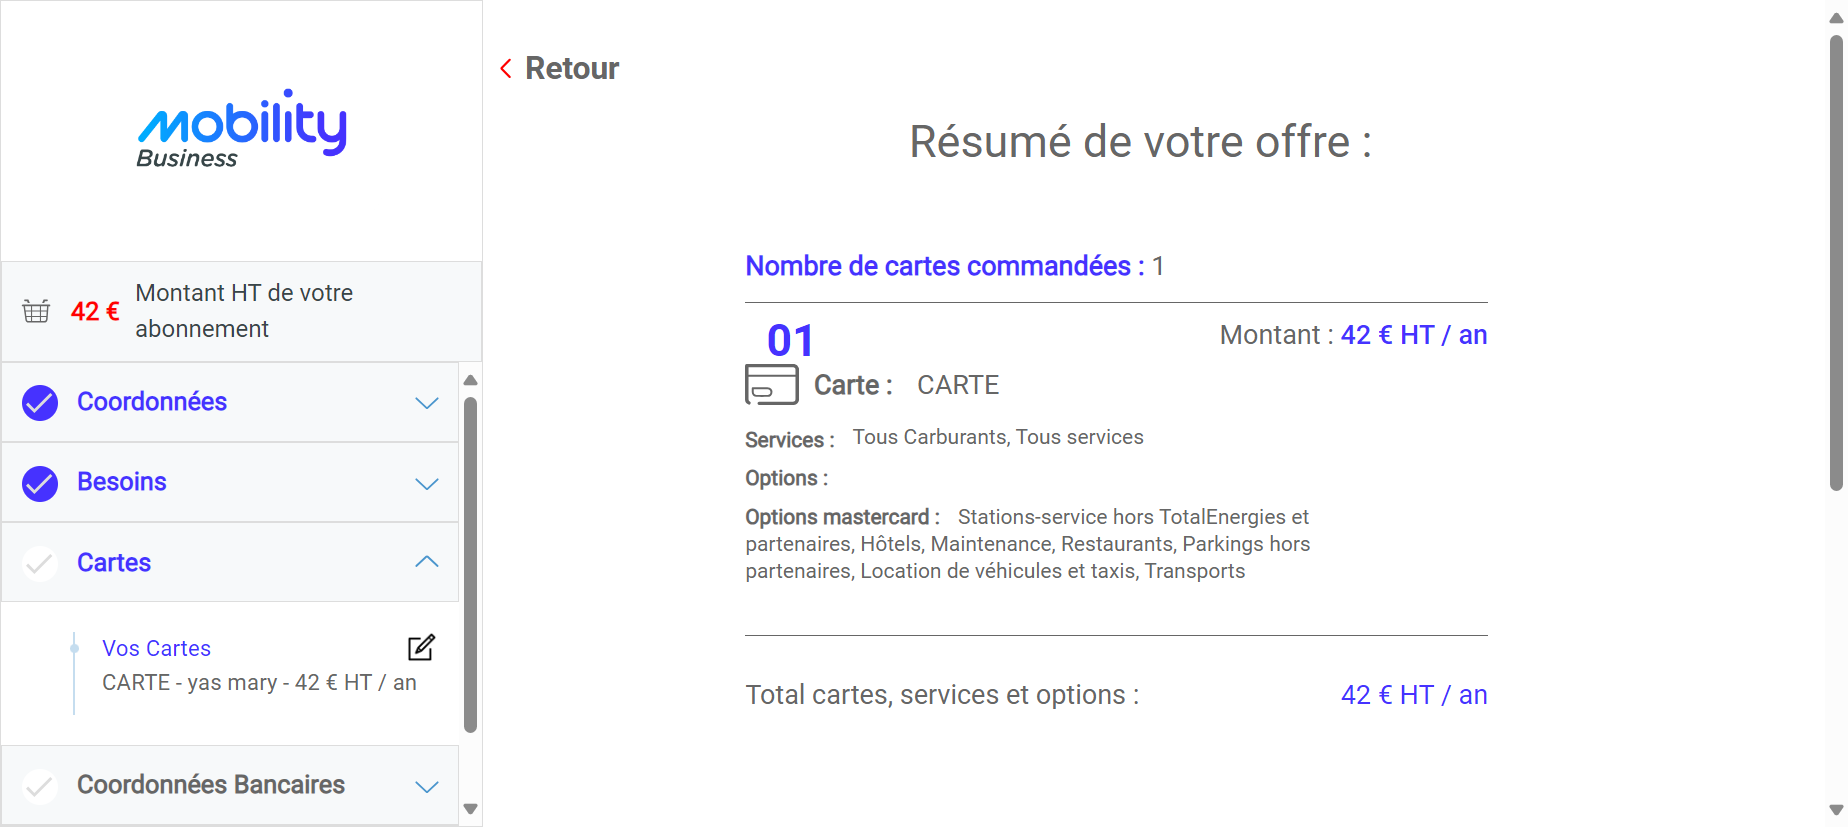 mobility
Business
42 €
Montant HT de votre
abonnement
Coordonnées
Besoins
Cartes
Vos Cartes
CARTE - yas mary - 42 € HT / an
Coordonnées Bancaires
Retour
Résumé de votre offre :
Nombre de cartes commandées : 1
01
Montant : 42 € HT / an
Carte : CARTE
Services : Tous Carburants, Tous services
Options :
Options mastercard : Stations-service hors TotalEnergies et
partenaires, Hôtels, Maintenance, Restaurants, Parkings hors
partenaires, Location de véhicules et taxis, Transports
Total cartes, services et options : 42 € HT / an